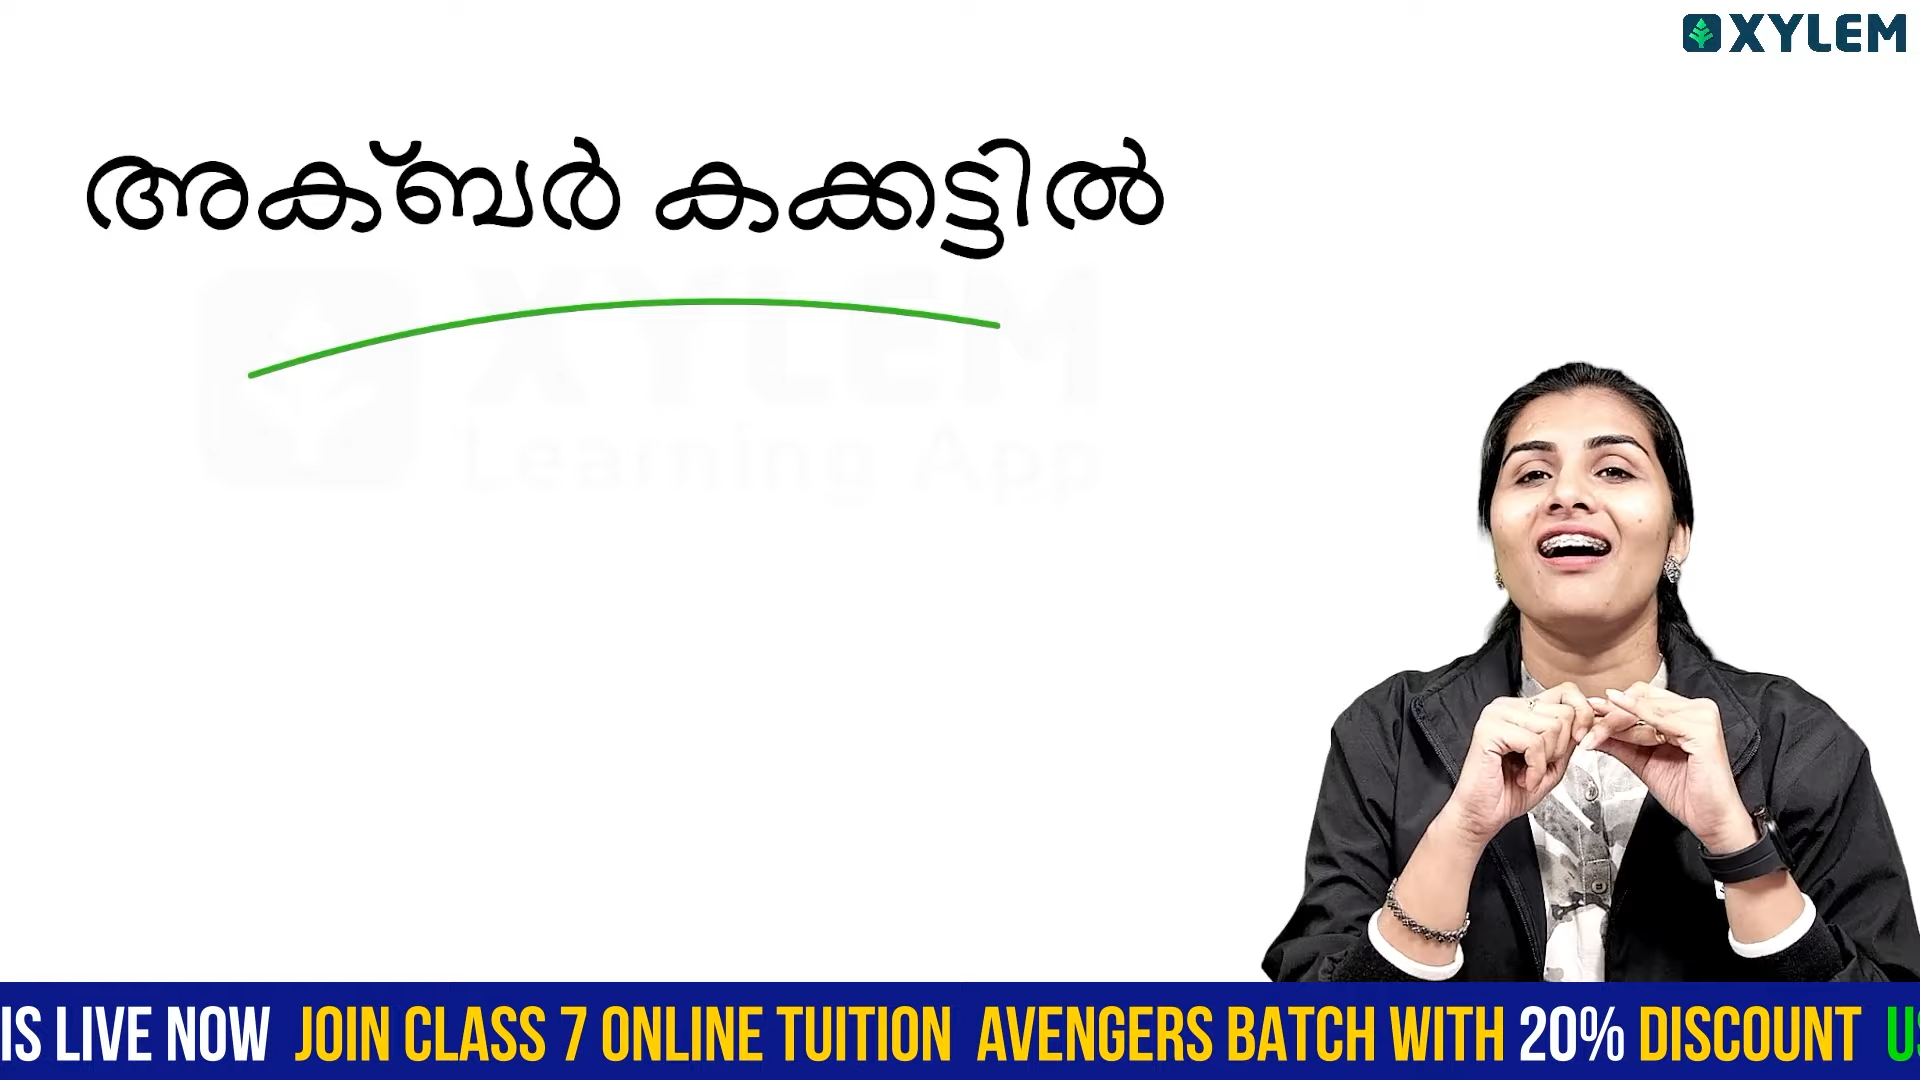 XYLEM
അക്ബർ കക്കട്ടിൽ
XYLEM
Learning App
IS LIVE NOW JOIN CLASS 7 ONLINE TUITION AVENGERS BATCH WITH 20% DISCOUNT